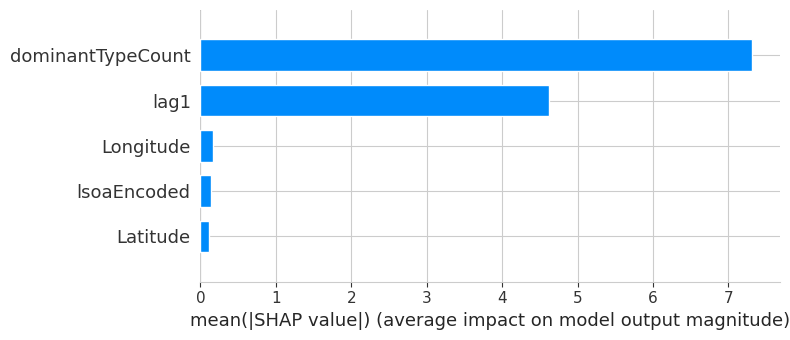 dominantTypeCount
lag1
Longitude
lsoaEncoded
Latitude
0 1 2 3 4 5 6 7
mean(|SHAP value|) (average impact on model output magnitude)